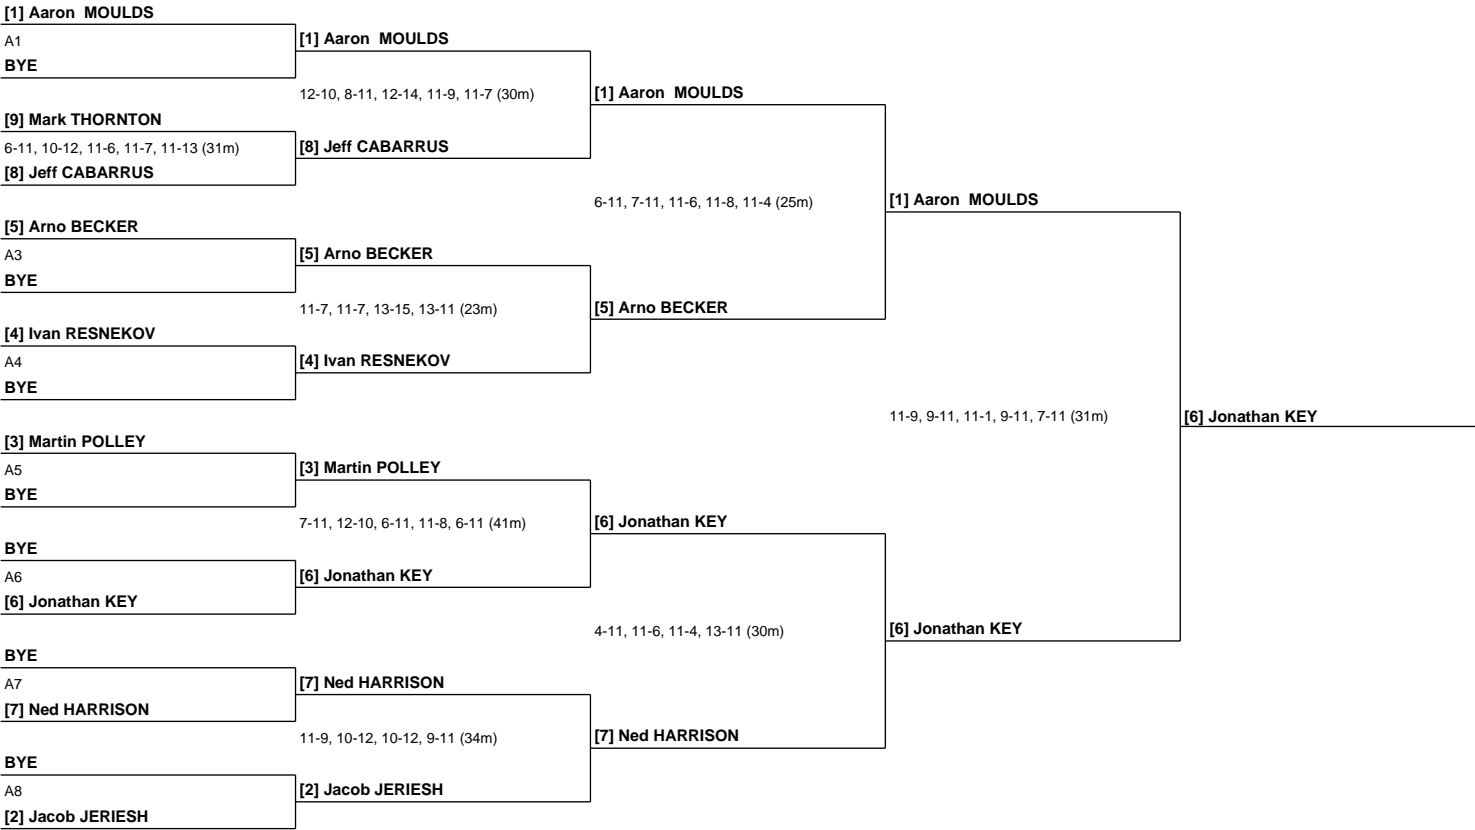 [1] Aaron  MOULDS
A1
BYE
[9] Mark THORNTON
6-11, 10-12, 11-6, 11-7, 11-13 (31m)
[8] Jeff CABARRUS
[5] Arno BECKER
A3
BYE
[4] Ivan RESNEKOV
A4
BYE
[3] Martin POLLEY
A5
BYE
BYE
A6
[6] Jonathan KEY
BYE
A7
[7] Ned HARRISON
BYE
A8
[2] Jacob JERIESH
[1] Aaron  MOULDS
12-10, 8-11, 12-14, 11-9, 11-7 (30m)
[8] Jeff CABARRUS
[5] Arno BECKER
11-7, 11-7, 13-15, 13-11 (23m)
[4] Ivan RESNEKOV
[3] Martin POLLEY
7-11, 12-10, 6-11, 11-8, 6-11 (41m)
[6] Jonathan KEY
[7] Ned HARRISON
11-9, 10-12, 10-12, 9-11 (34m)
[2] Jacob JERIESH
[1] Aaron  MOULDS
6-11, 7-11, 11-6, 11-8, 11-4 (25m)
[5] Arno BECKER
[6] Jonathan KEY
4-11, 11-6, 11-4, 13-11 (30m)
[7] Ned HARRISON
[1] Aaron  MOULDS
11-9, 9-11, 11-1, 9-11, 7-11 (31m)
[6] Jonathan KEY
[6] Jonathan KEY